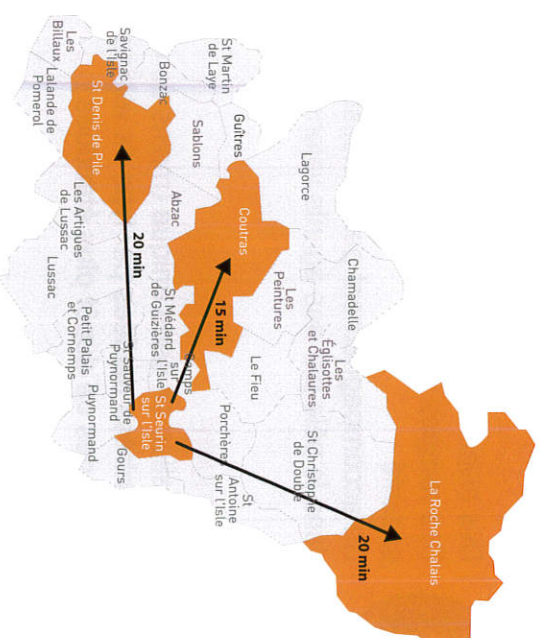 La Roche Chalais
20 min
Chamadelle
Les
Églisottes
et Chalaures
St Christophe
de Double
Lagorce
Les
Peintures
Le Fieu
St
Antoine
sur l'Isle
Porchères
Coutras
15 min
St Martin
de Laye
Guîtres
Sablons
Abzac
St Médard
de Guizières
sur
l'Isle
St Seurin
sur l'Isle
Bonzac
20 min
St Sauveur de
Puynormand
Gours
Savignac
de l'Isle
St Denis de Pile
Les Artigues
de Lussac
Petit Palais
et Cornemps
Puynormand
Les
Billaux
Lalande de
Pomerol
Lussac